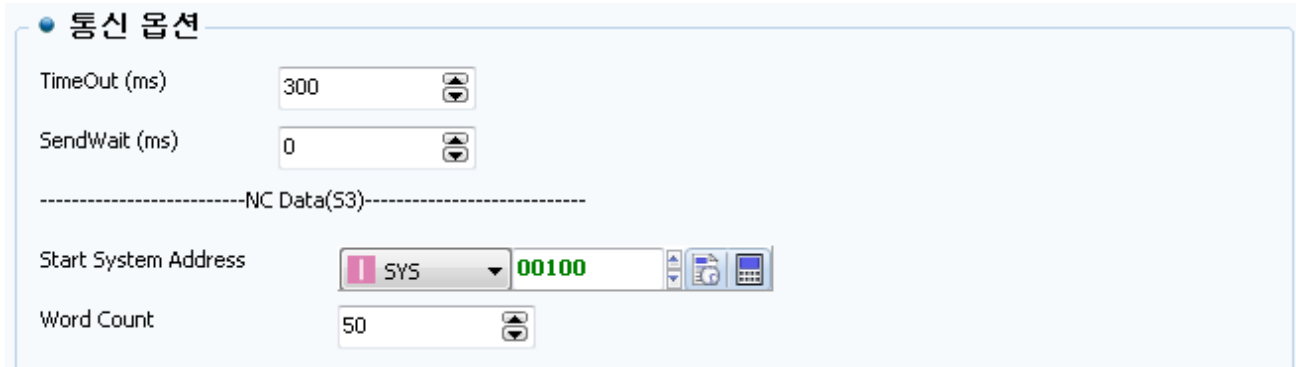 통신 옵션
TimeOut (ms) 300
SendWait (ms) 0
--------------------------NC Data(S3)----------------------------
Start System Address SYS 00100
Word Count 50